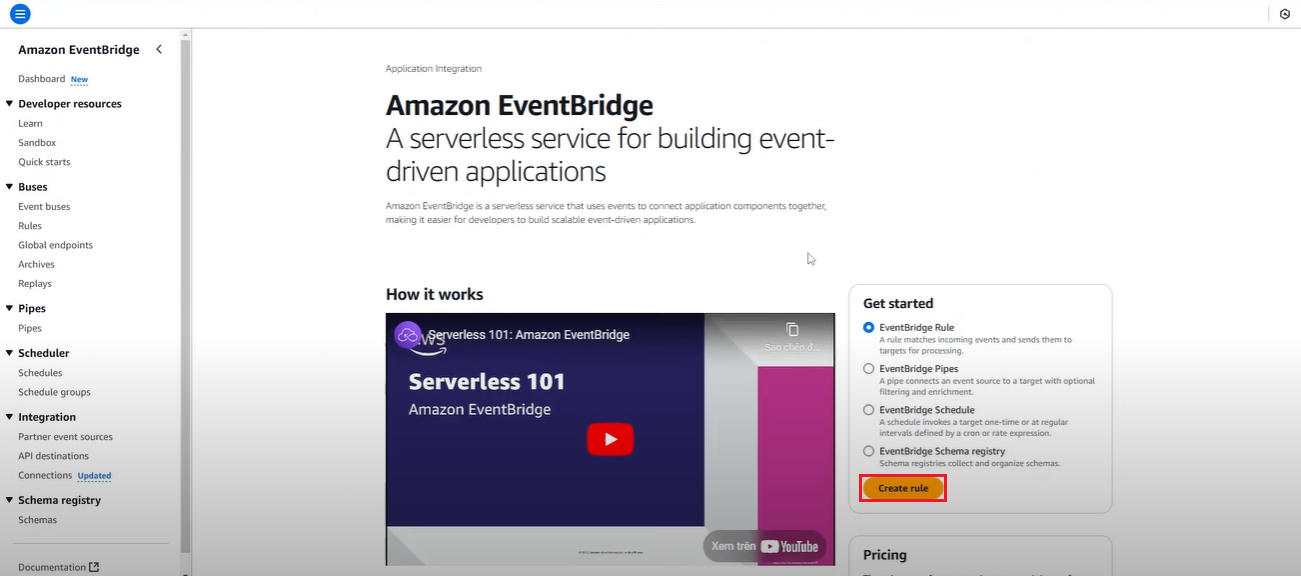 Amazon EventBridge
Dashboard New
Developer resources
Learn
Sandbox
Quick starts
Buses
Event buses
Rules
Global endpoints
Archives
Replays
Pipes
Pipes
Scheduler
Schedules
Schedule groups
Integration
Partner event sources
API destinations
Connections Updated
Schema registry
Schemas
Documentation
Application Integration
Amazon EventBridge
A serverless service for building event-
driven applications
Amazon EventBridge is a serverless service that uses events to connect application components together,
making it easier for developers to build scalable event-driven applications.
How it works
Serverless 101: Amazon EventBridge
aws
Sao chép đ...
Serverless 101
Amazon EventBridge
Xem trên YouTube
Get started
EventBridge Rule
A rule matches incoming events and sends them to
targets for processing.
EventBridge Pipes
A pipe connects an event source to a target with optional
filtering and enrichment.
EventBridge Schedule
A schedule invokes a target one-time or at regular
intervals defined by a cron or rate expression.
EventBridge Schema registry
Schema registries collect and organize schemas.
Create rule
Pricing